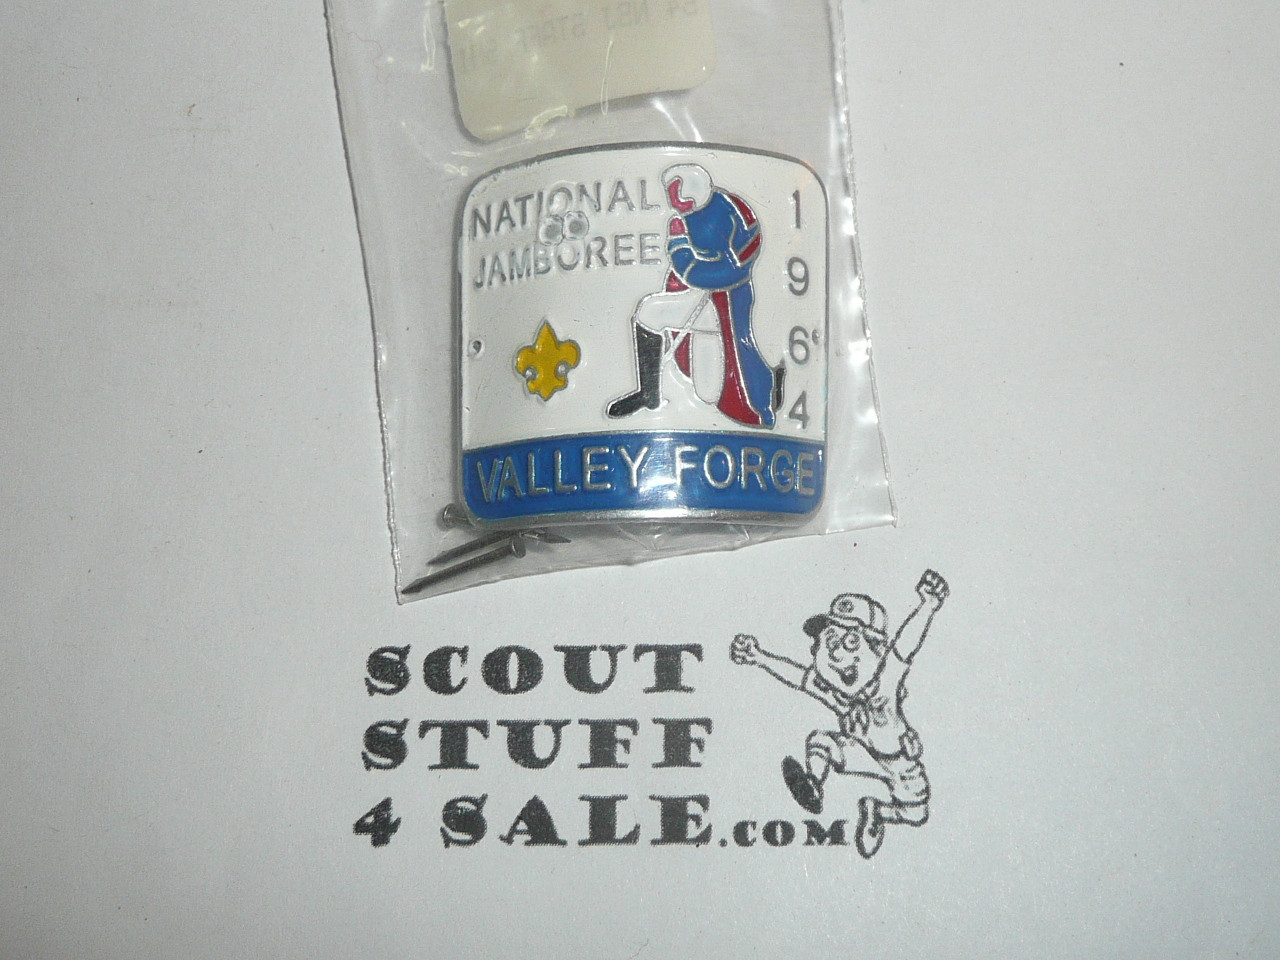 NATIONAL
JAMBOREE
1
9
6
4
VALLEY FORGE
SCOUT
STUFF
4 SALE.COM